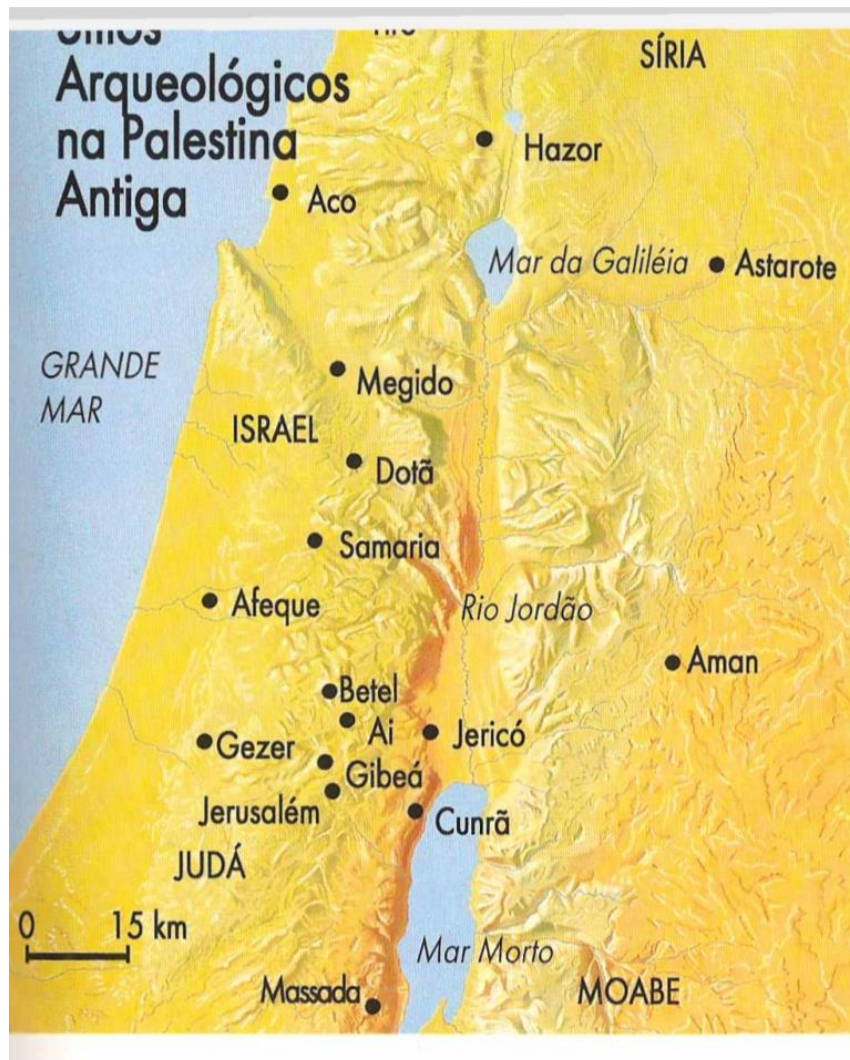 Arqueológicos
na Palestina
Antiga
SÍRIA
Hazor
Aco
Mar da Galiléia
Astarote
GRANDE
MAR
Megido
ISRAEL
Dotã
Samaria
Afeque
Rio Jordão
Aman
Betel
Ai
Jericó
Gezer
Gibeá
Jerusalém
Cunrã
JUDÁ
0 15 km
Mar Morto
Massada
MOABE